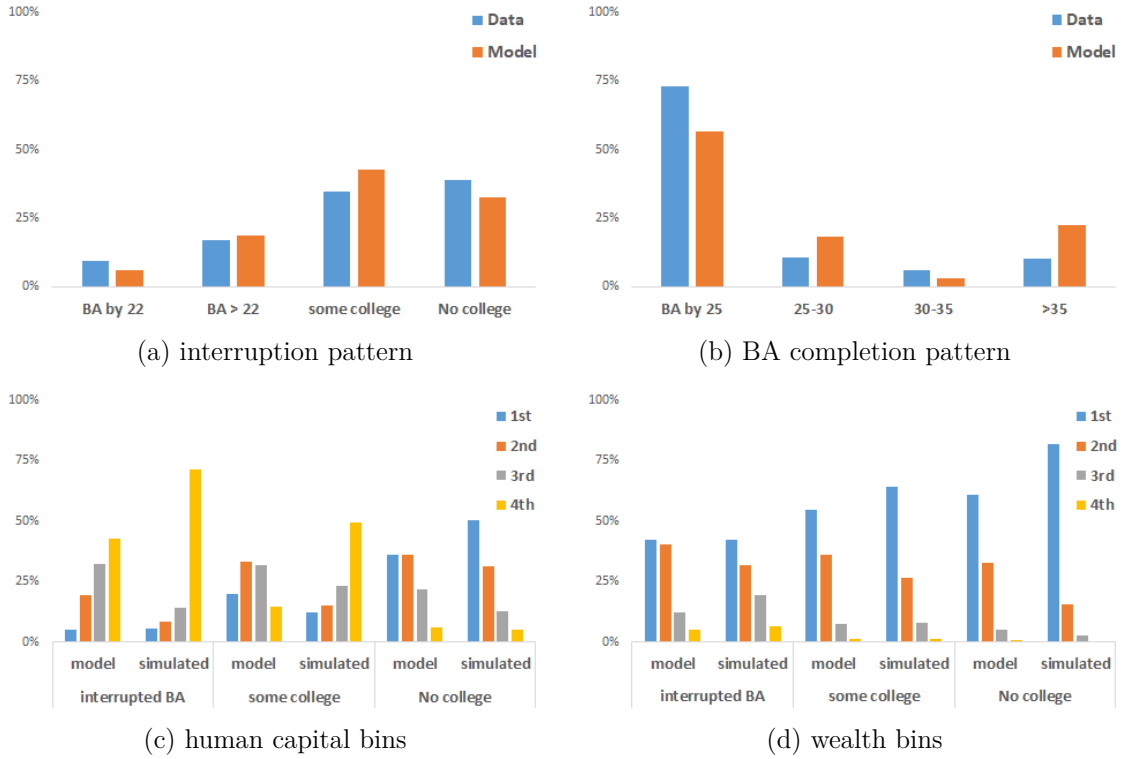 100%
75%
50%
25%
0%
Data
Model
BA by 22
BA > 22
some college
No college
(a) interruption pattern
100%
75%
50%
25%
0%
Data
Model
BA by 25
25-30
30-35
>35
(b) BA completion pattern
100%
75%
50%
25%
0%
1st
2nd
3rd
4th
model simulated model simulated model simulated
interrupted BA some college No college
(c) human capital bins
100%
75%
50%
25%
0%
1st
2nd
3rd
4th
model simulated model simulated model simulated
interrupted BA some college No college
(d) wealth bins